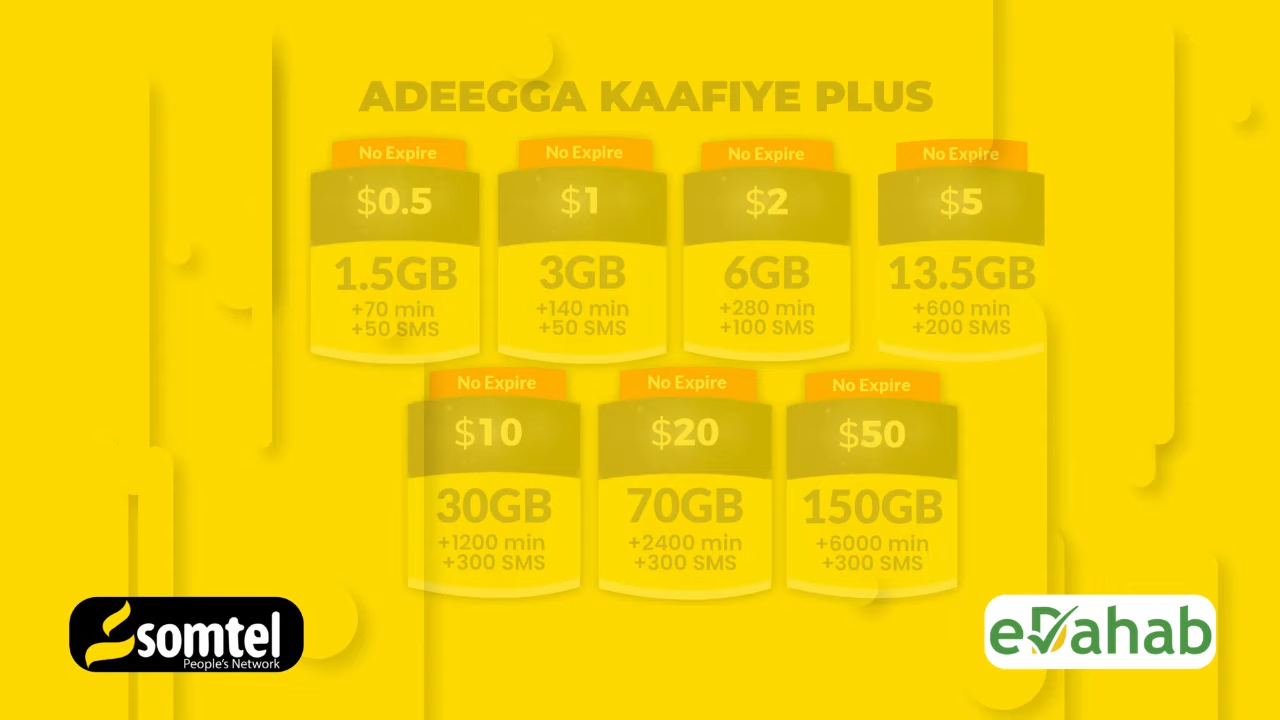 ADEEGGA KAAFIYE PLUS
No Expire
$0.5
1.5GB
+70 min
+50 SMS
No Expire
$1
3GB
+140 min
+50 SMS
No Expire
$2
6GB
+280 min
+100 SMS
No Expire
$5
13.5GB
+600 min
+200 SMS
No Expire
$10
30GB
+1200 min
+300 SMS
No Expire
$20
70GB
+2400 min
+300 SMS
No Expire
$50
150GB
+6000 min
+300 SMS
somtel
People's Network
eDahab